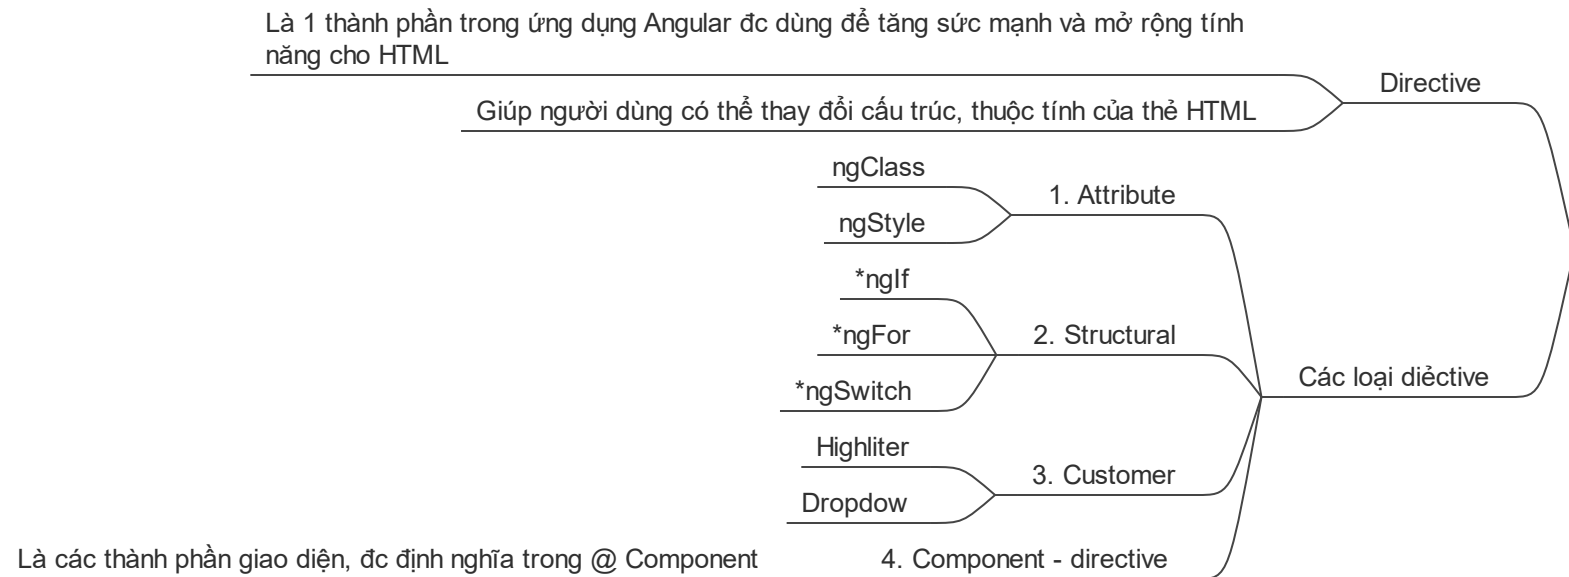 Là 1 thành phần trong ứng dụng Angular đc dùng để tăng sức mạnh và mở rộng tính
năng cho HTML
Directive
Giúp người dùng có thể thay đổi cấu trúc, thuộc tính của thẻ HTML
ngClass
1. Attribute
ngStyle
*ngIf
*ngFor
2. Structural
*ngSwitch
Các loại diẻctive
Highliter
3. Customer
Dropdow
Là các thành phần giao diện, đc định nghĩa trong @ Component
4. Component - directive